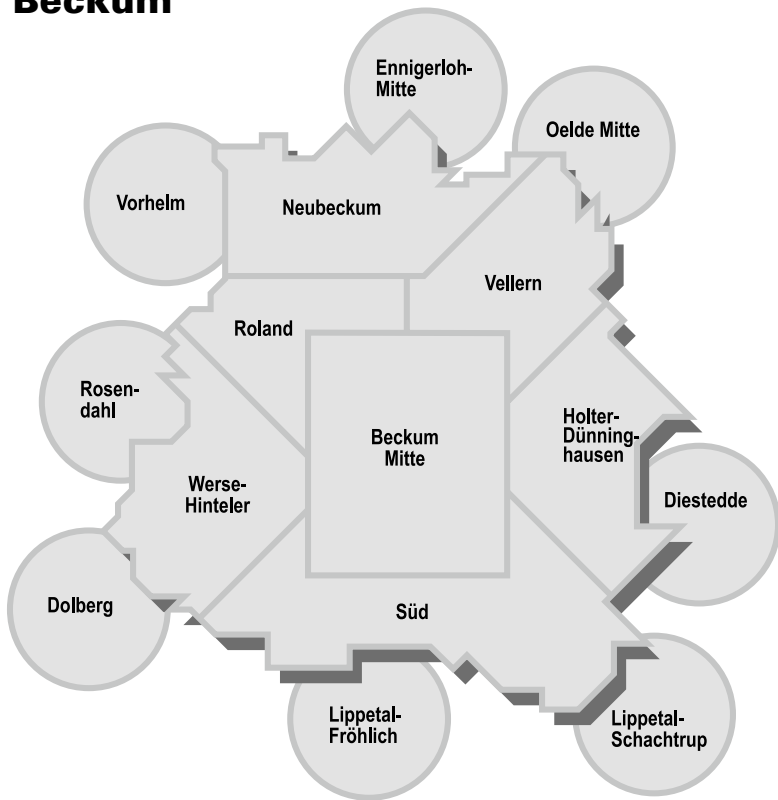 Beckum
Ennigerloh-
Mitte
Oelde Mitte
Vorhelm
Neubeckum
Vellern
Roland
Rosen-
dahl
Beckum
Mitte
Holter-
Dünning-
hausen
Werse-
Hinteler
Diestedde
Dolberg
Süd
Lippetal-
Fröhlich
Lippetal-
Schachtrup